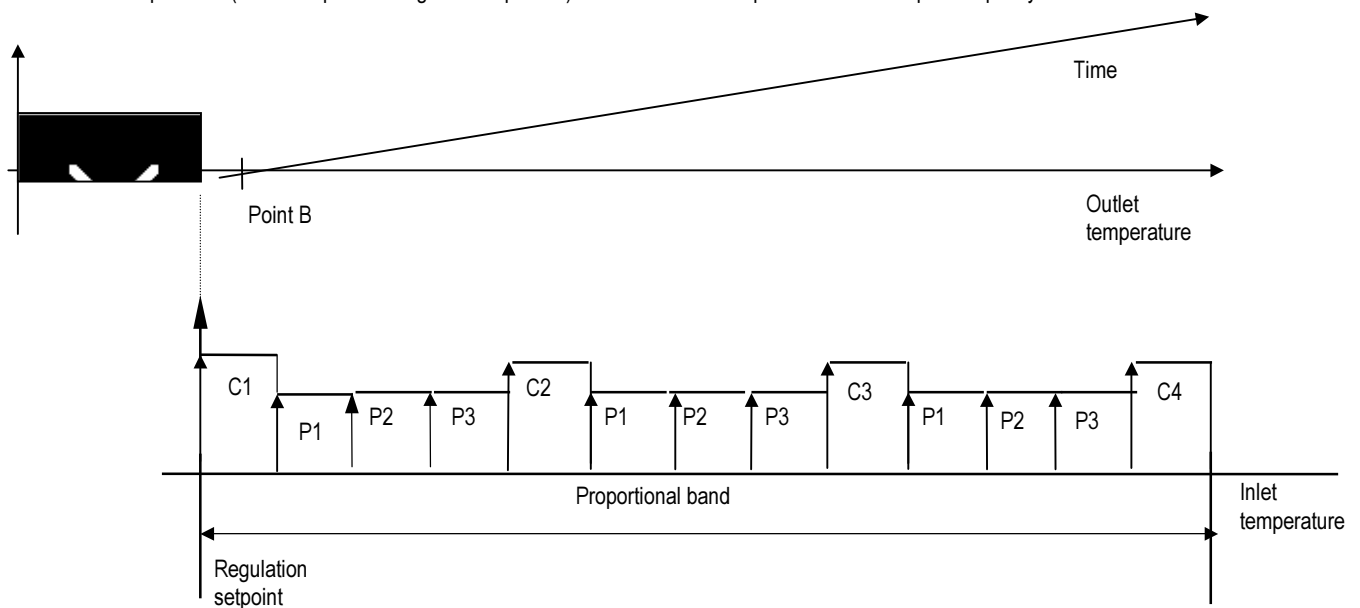 Time
Point B
Outlet
temperature
C1
P1
P2
P3
C2
P1
P2
P3
C3
P1
P2
P3
C4
Proportional band
Inlet
temperature
Regulation
setpoint